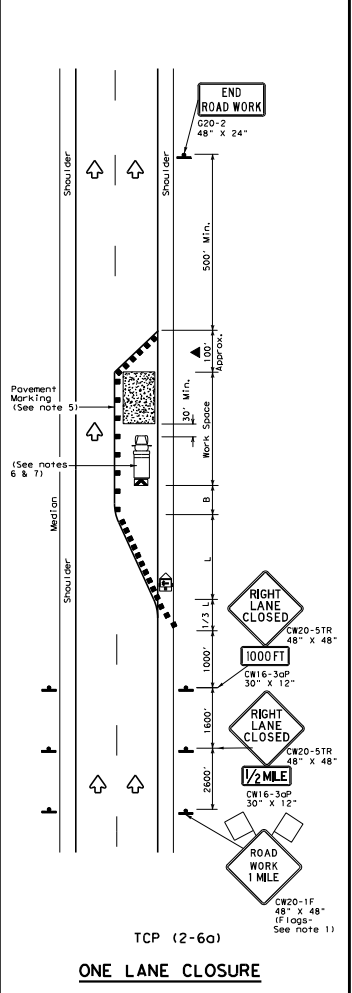 END
ROAD WORK
G20-2
48" X 24"
Shoulder
Shoulder
500' Min.
100'
Approx.
30' Min.
Work Space
Pavement
Marking
(See note 5)
(See notes
6 & 7)
B
L
Median
Shoulder
1/3 L
RIGHT
LANE
CLOSED
CW20-5TR
48" X 48"
1000'
1000 FT
CW16-3aP
30" X 12"
1600'
RIGHT
LANE
CLOSED
CW20-5TR
48" X 48"
1/2 MILE
CW16-3aP
30" X 12"
2600'
ROAD
WORK
1 MILE
CW20-1F
48" X 48"
(Flags-
See note 1)
TCP (2-6a)
ONE LANE CLOSURE